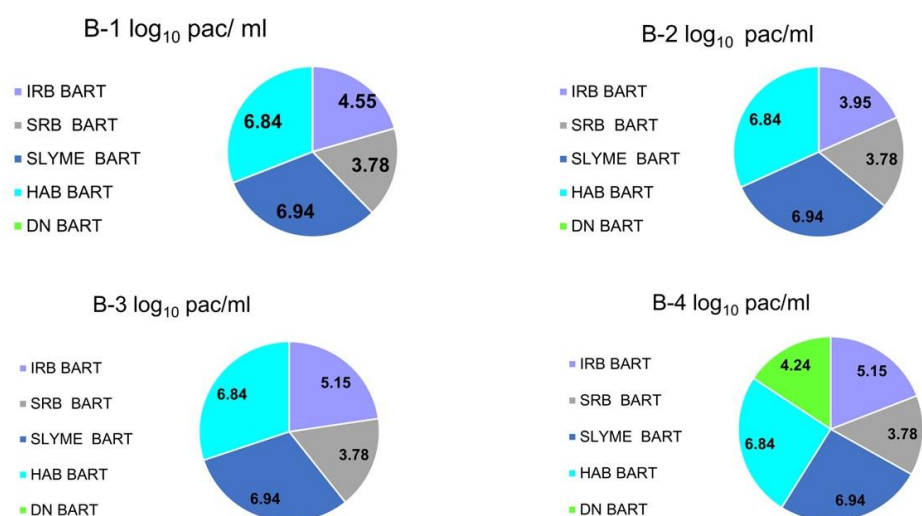 B-1 log₁₀ pac/ ml
IRB BART
SRB BART
SLYME BART
HAB BART
DN BART
4.55
3.78
6.94
6.84
B-2 log₁₀ pac/ml
IRB BART
SRB BART
SLYME BART
HAB BART
DN BART
3.95
3.78
6.94
6.84
B-3 log₁₀ pac/ml
IRB BART
SRB BART
SLYME BART
HAB BART
DN BART
5.15
3.78
6.94
6.84
B-4 log₁₀ pac/ml
IRB BART
SRB BART
SLYME BART
HAB BART
DN BART
4.24
5.15
3.78
6.94
6.84